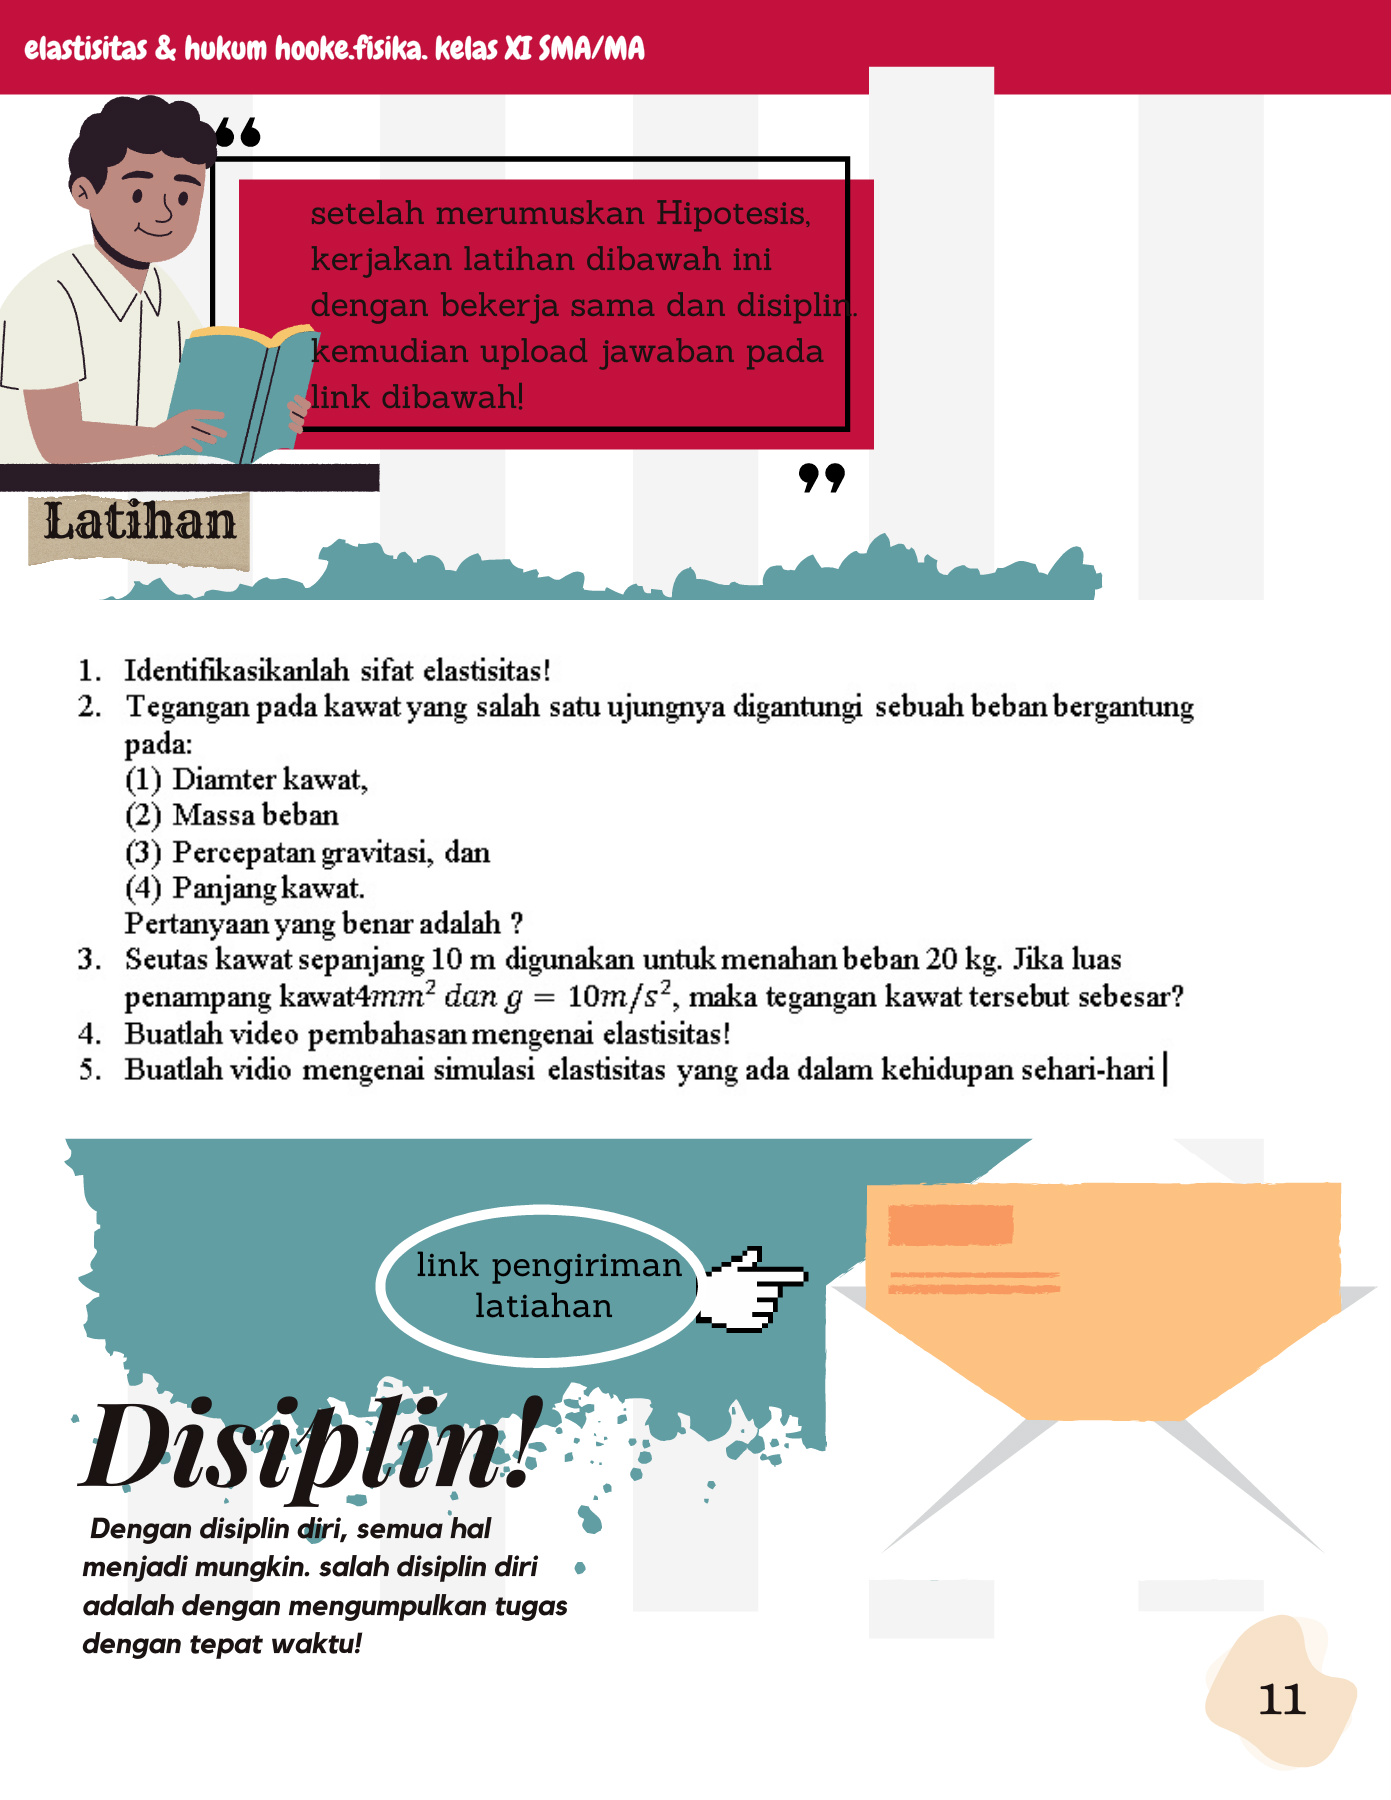 elastisitas & hukum hooke.fisika. kelas XI SMA/MA
setelah merumuskan Hipotesis,
kerjakan latihan dibawah ini
dengan bekerja sama dan disiplin.
kemudian upload jawaban pada
link dibawah!
Latihan
1. Identifikasikanlah sifat elastisitas!
2. Tegangan pada kawat yang salah satu ujungnya digantungi sebuah beban bergantung
pada:
(1) Diamter kawat,
(2) Massa beban
(3) Percepatan gravitasi, dan
(4) Panjang kawat.
Pertanyaan yang benar adalah ?
3. Seutas kawat sepanjang 10 m digunakan untuk menahan beban 20 kg. Jika luas
penampang kawat4mm² dan g = 10m/s², maka tegangan kawat tersebut sebesar?
4. Buatlah video pembahasan mengenai elastisitas!
5. Buatlah vidio mengenai simulasi elastisitas yang ada dalam kehidupan sehari-hari
link pengiriman
latiahan
Disiplin!
Dengan disiplin diri, semua hal
menjadi mungkin. salah disiplin diri
adalah dengan mengumpulkan tugas
dengan tepat waktu!
11